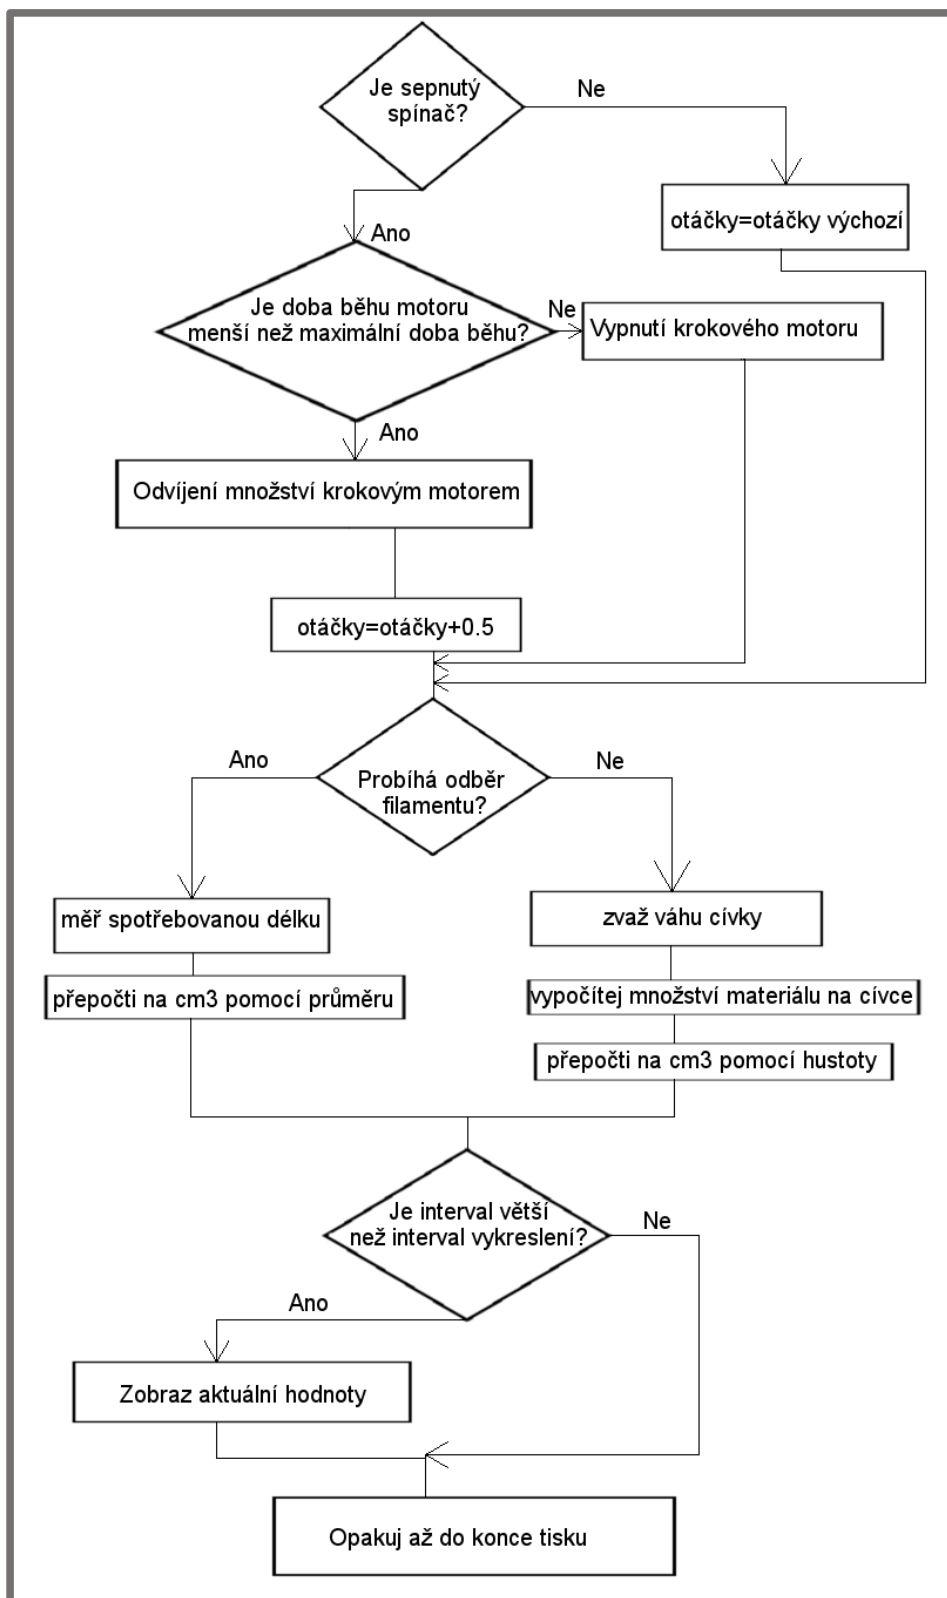 Je sepnutý
spínač?
Ne
otáčky=otáčky výchozí
Ano
Je doba běhu motoru
menší než maximální doba běhu?
Ne
Vypnutí krokového motoru
Ano
Odvíjení množství krokovým motorem
otáčky=otáčky+0.5
Ano
Probíhá odběr
filamentu?
Ne
měř spotřebovanou délku
zvaž váhu cívky
přepočti na cm3 pomocí průměru
vypočítej množství materiálu na cívce
přepočti na cm3 pomocí hustoty
Je interval větší
než interval vykreslení?
Ne
Ano
Zobraz aktuální hodnoty
Opakuj až do konce tisku